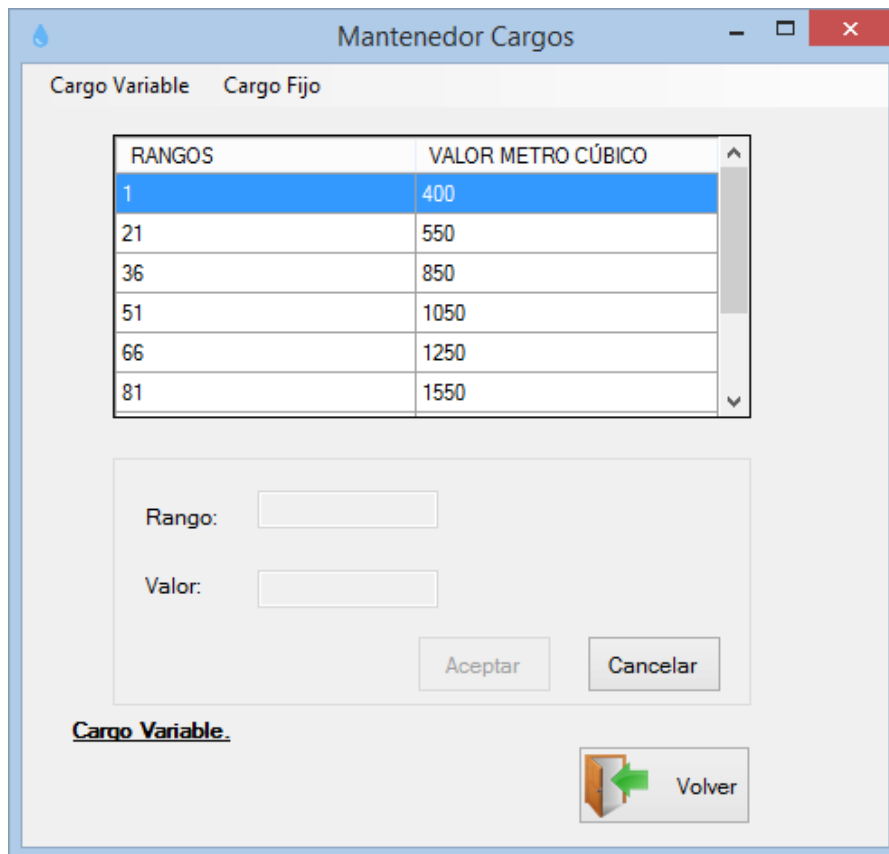 Mantenedor Cargos
Cargo Variable Cargo Fijo
RANGOS VALOR METRO CÚBICO
1 400
21 550
36 850
51 1050
66 1250
81 1550
Rango:
Valor:
Aceptar Cancelar
Cargo Variable.
Volver